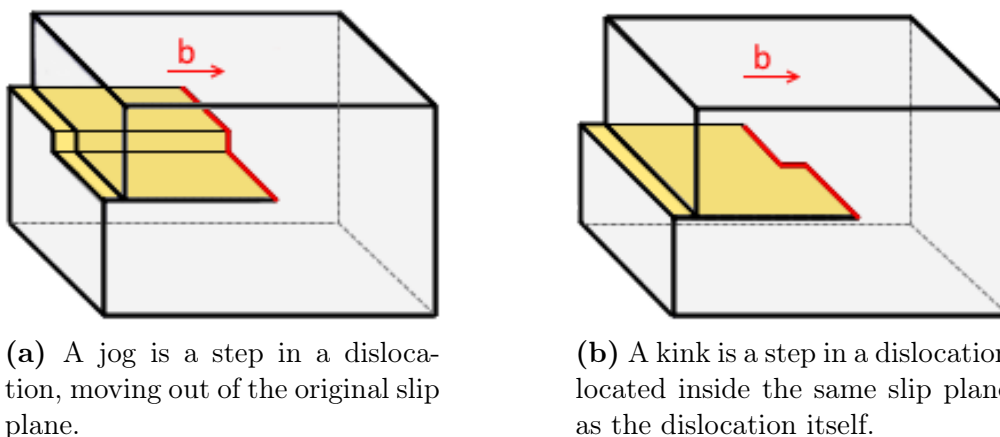 b
b
(a) A jog is a step in a disloca-
tion, moving out of the original slip
plane.
(b) A kink is a step in a dislocation
located inside the same slip plane
as the dislocation itself.